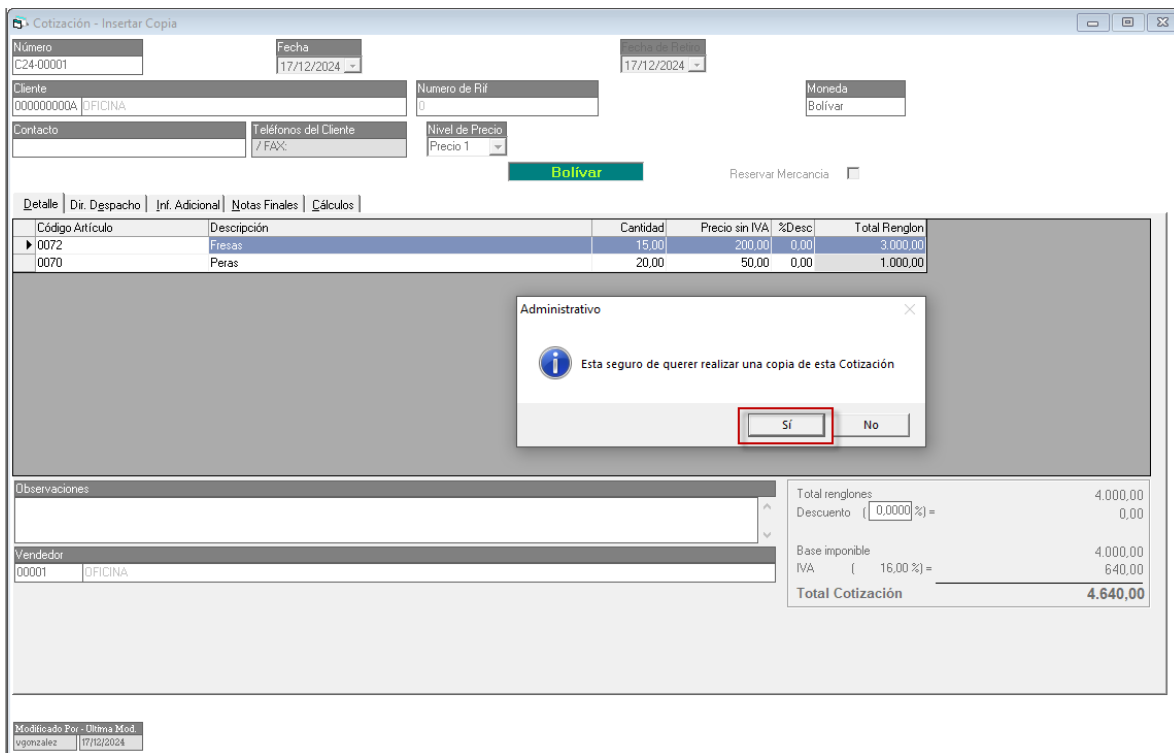 Cotización - Insertar Copia
Número Fecha Fecha de Retiro
C24-00001 17/12/2024 17/12/2024
Cliente Numero de Rif Moneda
000000000A OFICINA 0 Bolívar
Contacto Teléfonos del Cliente Nivel de Precio
/ FAX: Precio 1
Bolívar Reservar Mercancia
Detalle Dir. Despacho Inf. Adicional Notas Finales Cálculos
Código Artículo Descripción Cantidad Precio sin IVA %Desc Total Renglon
0072 Fresas 15,00 200,00 0,00 3.000,00
0070 Peras 20,00 50,00 0,00 1.000,00
Administrativo
Esta seguro de querer realizar una copia de esta Cotización
Sí No
Observaciones
Total renglones 4.000,00
Descuento ( 0,0000 %) = 0,00
Vendedor
00001 OFICINA
Base imponible 4.000,00
IVA ( 16,00 %) = 640,00
Total Cotización 4.640,00
Modificado Por - Ultima Mod.
vgonzalez 17/12/2024